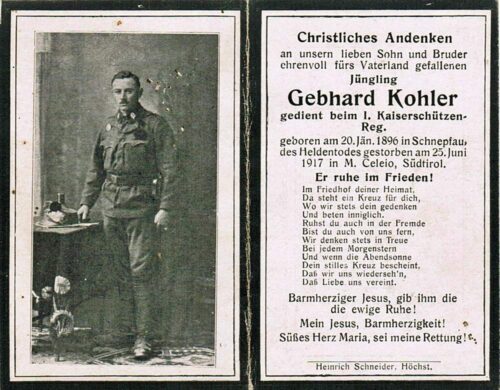 Christliches Andenken
an unsern lieben Sohn und Bruder
ehrenvoll fürs Vaterland gefallenen
Jüngling
Gebhard Kohler
gedient beim I. Kaiserschützen-
Reg.
geboren am 20. Jän. 1896 in Schnepfau,
des Heldentodes gestorben am 25. Juni
1917 in M. Celeio, Südtirol.
Er ruhe im Frieden!
Im Friedhof deiner Heimat,
Da steht ein Kreuz für dich,
Wo wir stets dein gedenken
Und beten inniglich.
Ruhst du auch in der Fremde
Bist du auch von uns fern,
Wir denken stets in Treue
Bei jedem Morgenstern
Und wenn die Abendsonne
Dein stilles Kreuz bescheint,
Daß wir uns wiederseh'n,
Daß Liebe uns vereint.
Barmherziger Jesus, gib ihm die
die ewige Ruhe!
Mein Jesus, Barmherzigkeit!
Süßes Herz Maria, sei meine Rettung!
Heinrich Schneider, Höchst.